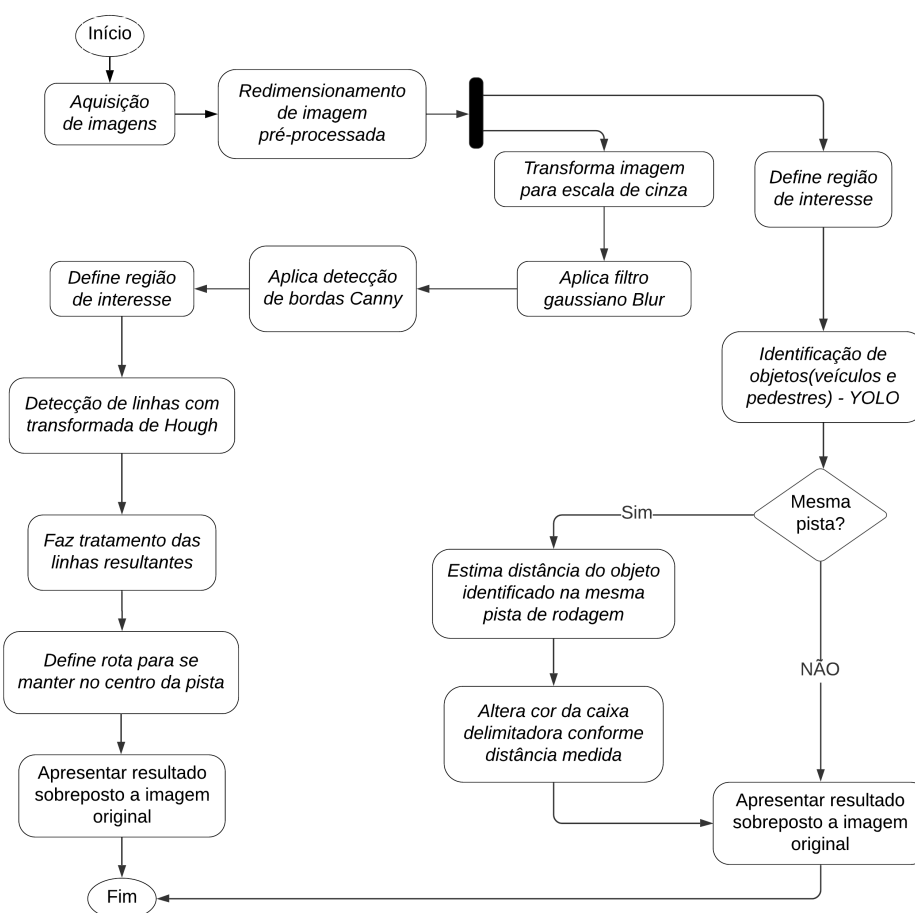 Início
Aquisição
de imagens
Redimensionamento
de imagem
pré-processada
Transforma imagem
para escala de cinza
Define região
de interesse
Define região
de interesse
Aplica detecção
de bordas Canny
Aplica filtro
gaussiano Blur
Identificação de
objetos(veículos e
pedestres) - YOLO
Detecção de linhas com
transformada de Hough
Mesma
pista?
Sim
Faz tratamento das
linhas resultantes
Estima distância do objeto
identificado na mesma
pista de rodagem
NÃO
Define rota para se
manter no centro da pista
Altera cor da caixa
delimitadora conforme
distância medida
Apresentar resultado
sobreposto a imagem
original
Apresentar resultado
sobreposto a imagem
original
Fim